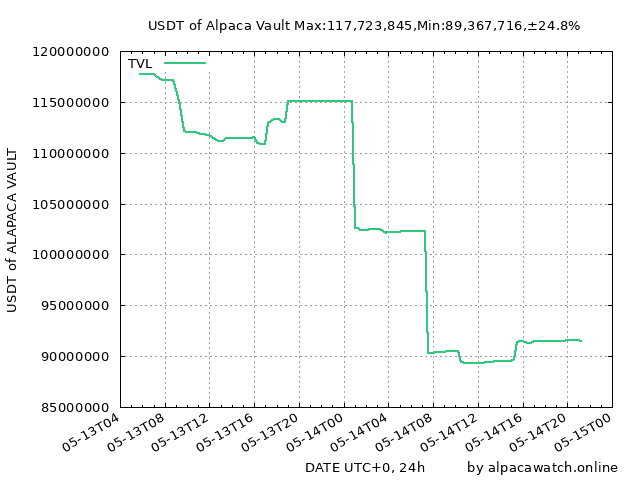 USDT of Alpaca Vault Max:117,723,845,Min:89,367,716,±24.8%
TVL
120000000
115000000
110000000
105000000
100000000
95000000
90000000
85000000
USDT of ALAPACA VAULT
05-13T04
05-13T08
05-13T12
05-13T16
05-13T20
05-14T00
05-14T04
05-14T08
05-14T12
05-14T16
05-14T20
05-15T00
DATE UTC+0, 24h
by alpacawatch.online